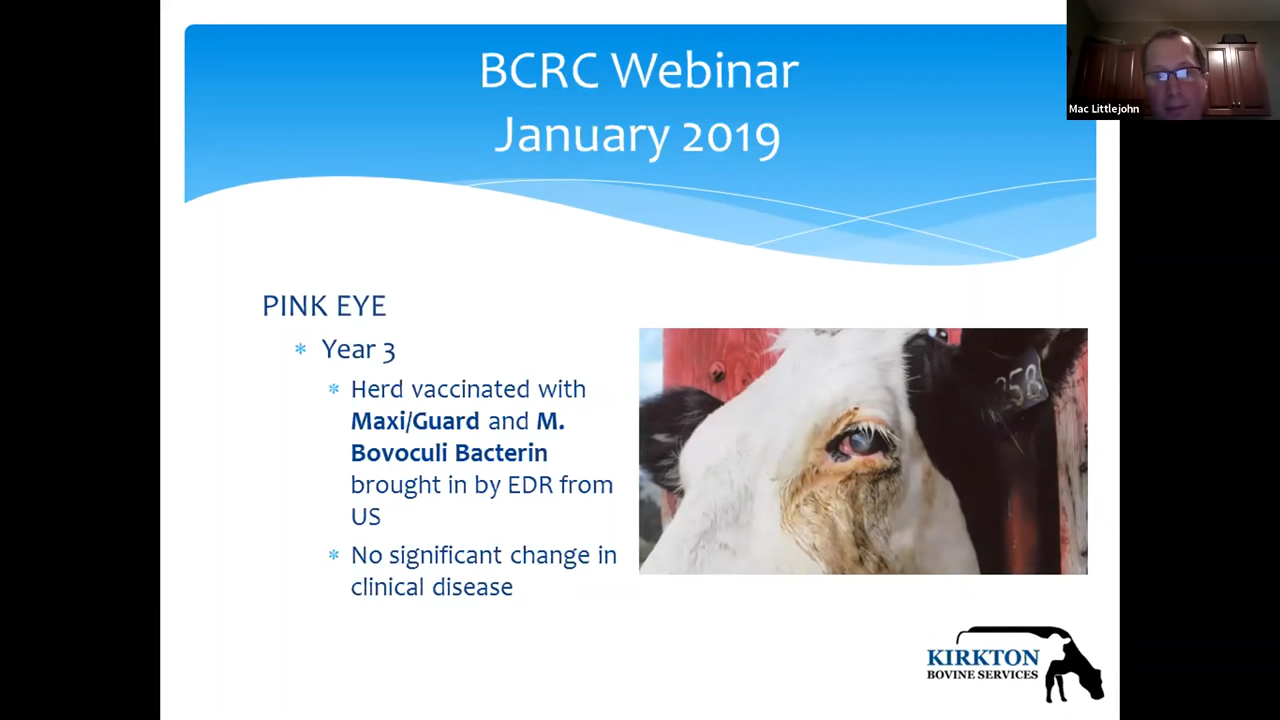 BCRC Webinar
January 2019
Mac Littlejohn
PINK EYE
* Year 3
* Herd vaccinated with
Maxi/Guard and M.
Bovoculi Bacterin
brought in by EDR from
US
* No significant change in
clinical disease
358
KIRKTON
BOVINE SERVICES